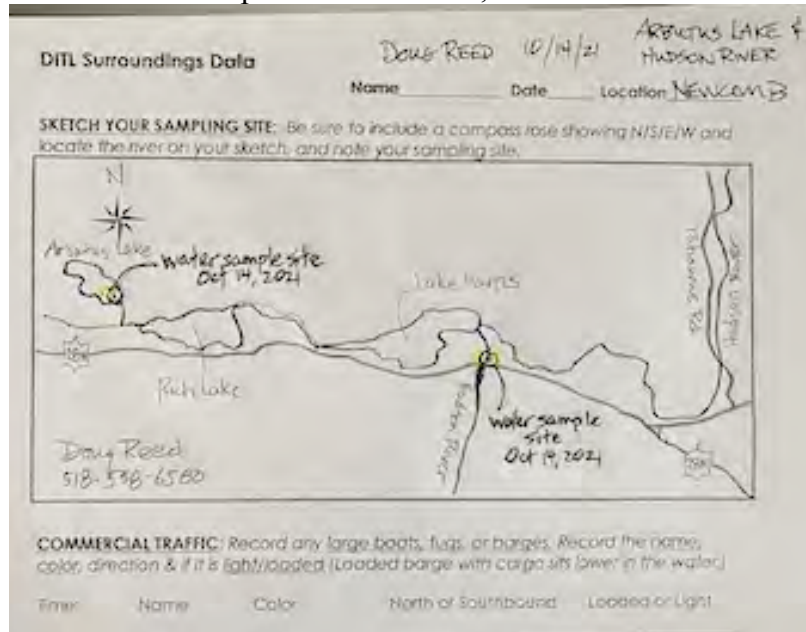 ARBUTUS LAKE &
DITL Surroundings Data DOUG REED 10/14/21 HUDSON RIVER
Name Date Location NEWCOMB
SKETCH YOUR SAMPLING SITE: Be sure to include a compass rose showing N/S/E/W and
locate the river on your sketch, and note your sampling site.
N
Arbutus Lake
water sample site
Oct 14, 2021
Lake Harris
Hudson River
Rich Lake
Hudson River
water sample
site
Oct 14, 2021
Doug Reed
COMMERCIAL TRAFFIC: Record any large boats, tugs, or barges. Record the name,
color, direction & if it is light/loaded (Loaded barge with cargo sits lower in the water)
Time Name Color North or Southbound Loaded or Light